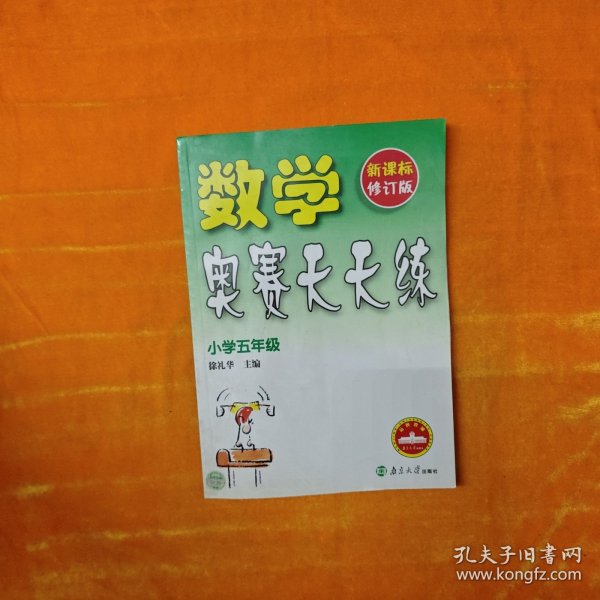 数学
新课标
修订版
奥赛天天练
小学五年级
徐礼华 主编
南京大学出版社
孔夫子旧书网
www.kongfz.com